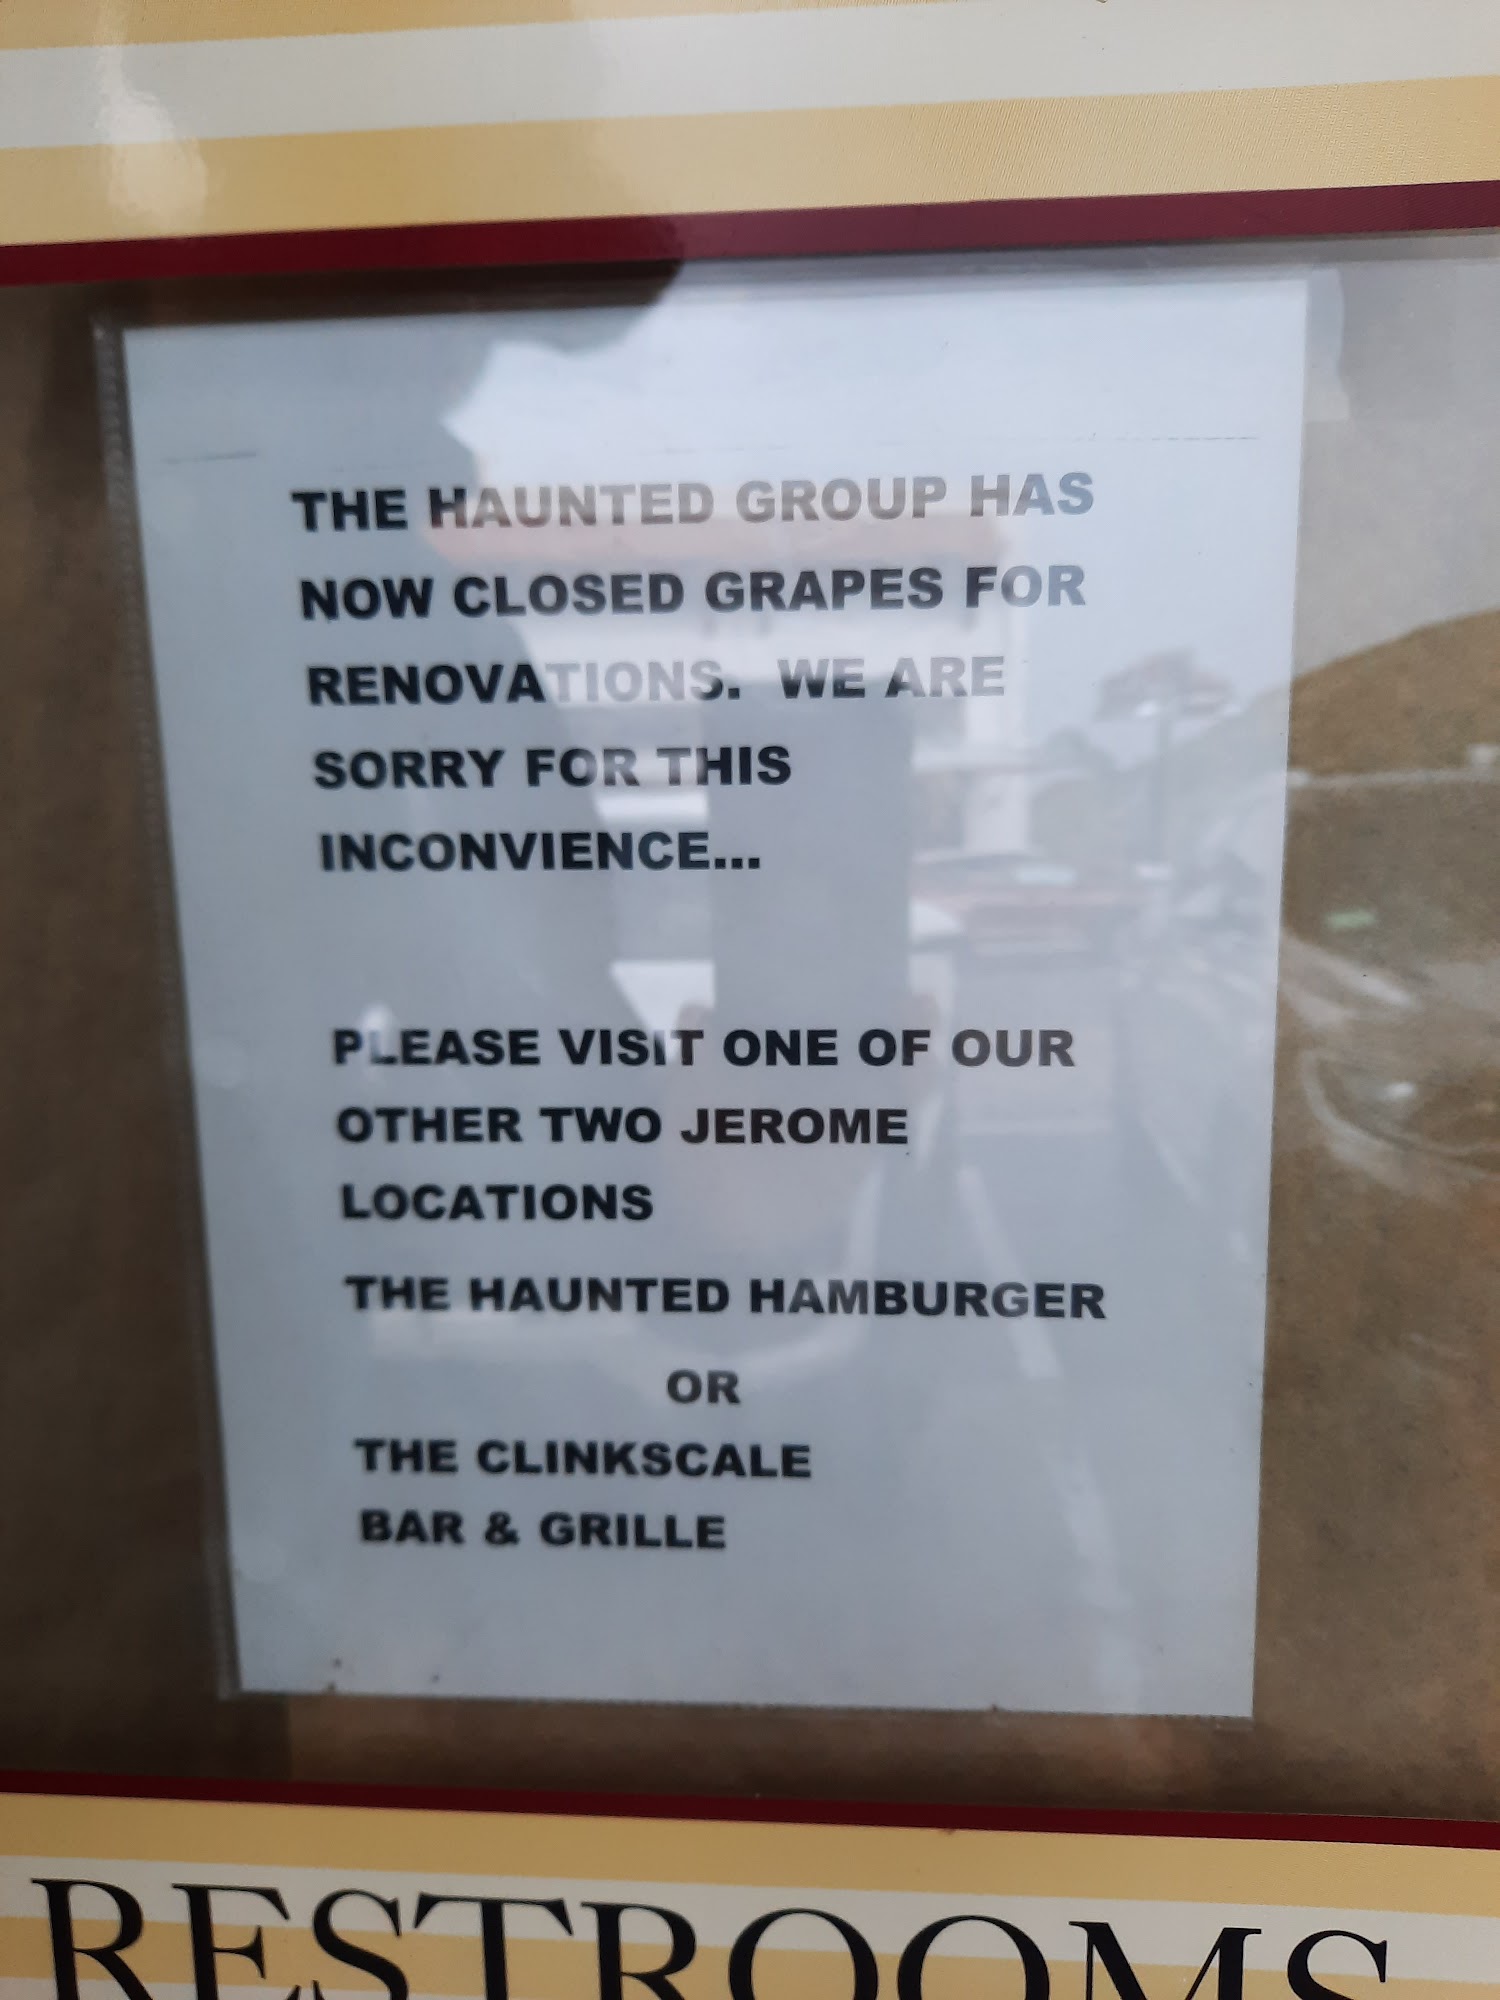 THE HAUNTED GROUP HAS
NOW CLOSED GRAPES FOR
RENOVATIONS. WE ARE
SORRY FOR THIS
INCONVIENCE...
PLEASE VISIT ONE OF OUR
OTHER TWO JEROME
LOCATIONS
THE HAUNTED HAMBURGER
OR
THE CLINKSCALE
BAR & GRILLE
RESTROOMS